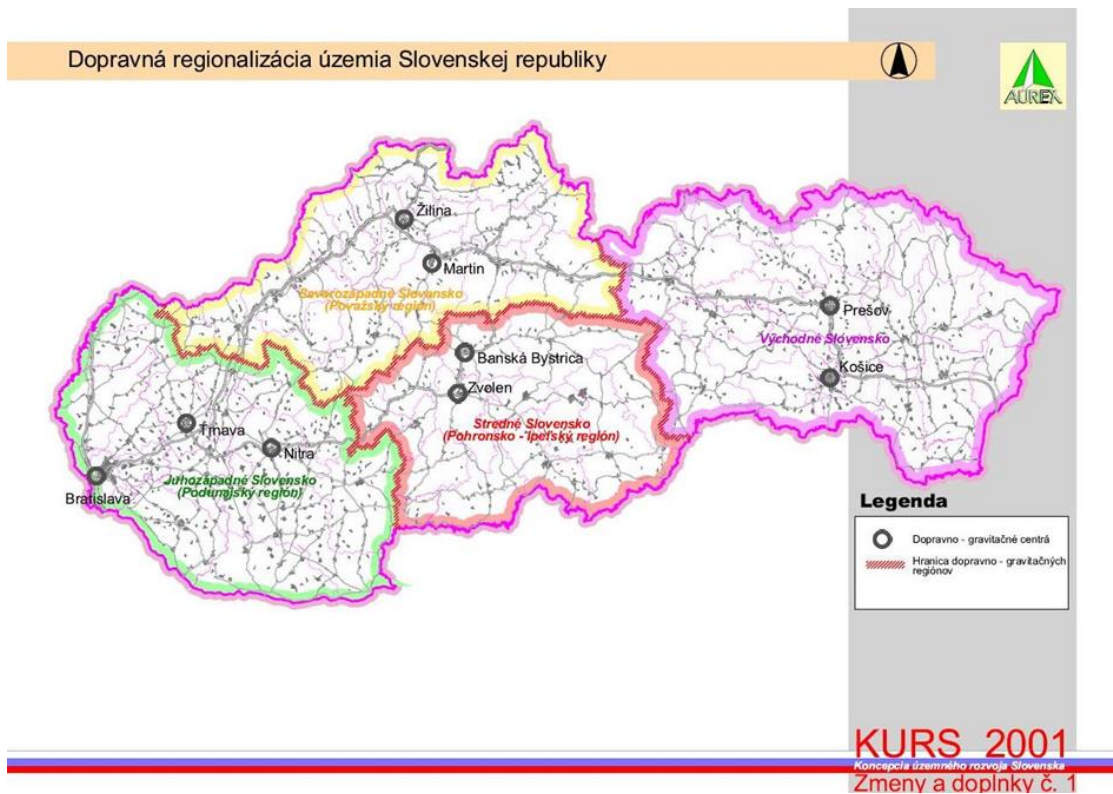 Dopravná regionalizácia územia Slovenskej republiky
AUREX
Žilina
Martin
Severozápadné Slovensko
(Považský región)
Prešov
Východné Slovensko
Košice
Banská Bystrica
Zvolen
Stredné Slovensko
(Pohronsko - Ipeľský región)
Trnava
Nitra
Juhozápadné Slovensko
(Podunajský región)
Bratislava
Legenda
Dopravno - gravitačné centrá
Hranica dopravno - gravitačných
regiónov
KURS 2001
Koncepcia územného rozvoja Slovenska
Zmeny a doplnky č. 1